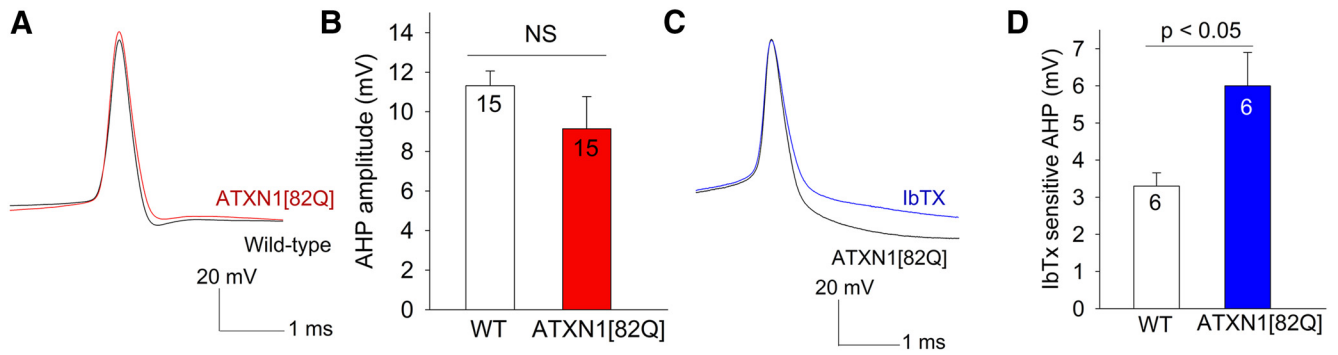 A
ATXN1[82Q]
Wild-type
20 mV
1 ms
B
AHP amplitude (mV)
14
12
10
8
6
4
2
0
NS
15
15
WT
ATXN1[82Q]
C
IbTX
ATXN1[82Q]
20 mV
1 ms
D
IbTx sensitive AHP (mV)
p < 0.05
7
6
5
4
3
2
1
0
6
6
WT
ATXN1[82Q]